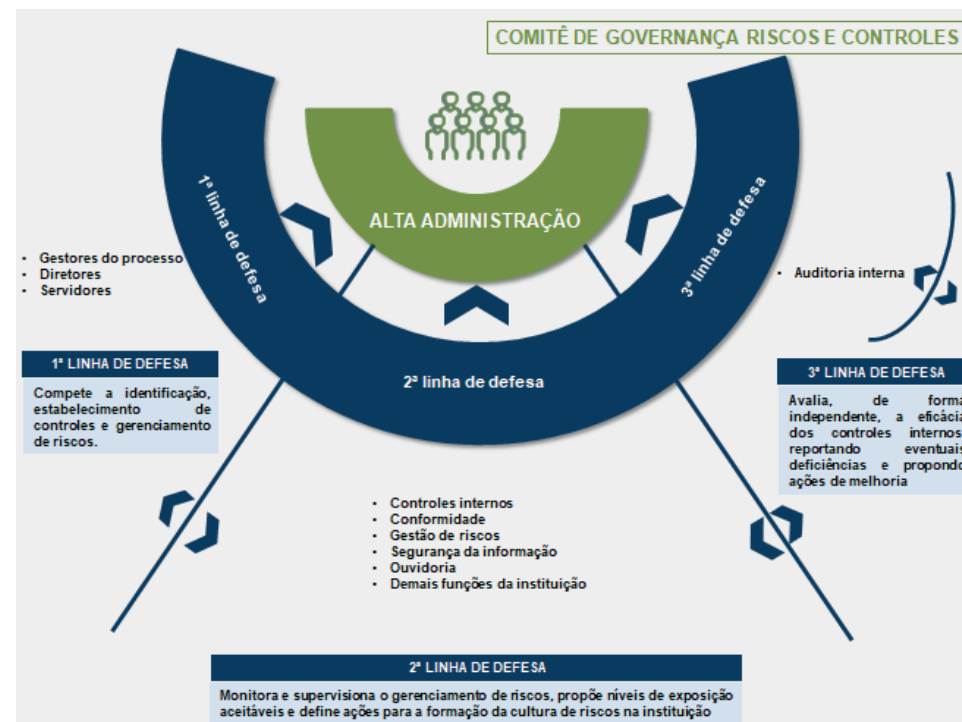 COMITÊ DE GOVERNANÇA RISCOS E CONTROLES
ALTA ADMINISTRAÇÃO
1ª linha de defesa
2ª linha de defesa
3ª linha de defesa
• Gestores do processo
• Diretores
• Servidores
• Auditoria interna
1ª LINHA DE DEFESA
Compete a identificação,
estabelecimento de
controles e gerenciamento
de riscos.
3ª LINHA DE DEFESA
Avalia, de forma
independente, a eficácia
dos controles internos
reportando eventuais
deficiências e propondo
ações de melhoria
• Controles internos
• Conformidade
• Gestão de riscos
• Segurança da informação
• Ouvidoria
• Demais funções da instituição
2ª LINHA DE DEFESA
Monitora e supervisiona o gerenciamento de riscos, propõe níveis de exposição
aceitáveis e define ações para a formação da cultura de riscos na instituição